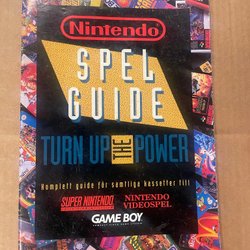 Nintendo
SPEL
GUIDE
TURN UP THE POWER
Komplett guide för samtliga kassetter till
SUPER NINTENDO
NINTENDO
VIDEOSPEL
GAME BOY